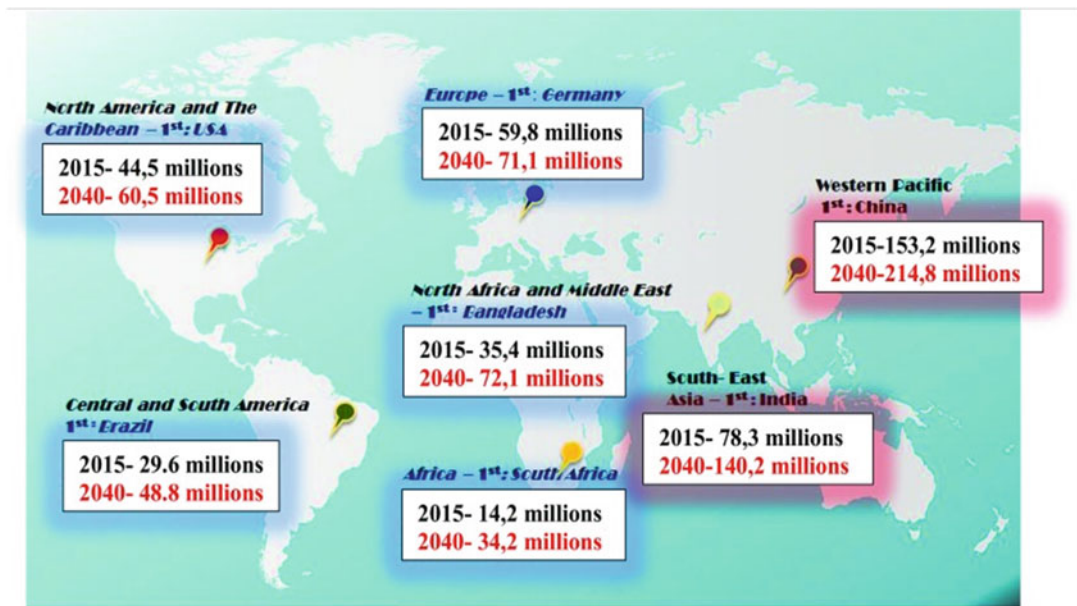 North America and The
Caribbean – 1st: USA
2015- 44,5 millions
2040- 60,5 millions
Europe – 1st: Germany
2015- 59,8 millions
2040- 71,1 millions
Western Pacific
1st: China
2015-153,2 millions
2040-214,8 millions
North Africa and Middle East
– 1st: Bangladesh
2015- 35,4 millions
2040- 72,1 millions
South- East
Asia – 1st: India
2015- 78,3 millions
2040-140,2 millions
Central and South America
1st: Brazil
2015- 29.6 millions
2040- 48.8 millions
Africa – 1st: South Africa
2015- 14,2 millions
2040- 34,2 millions